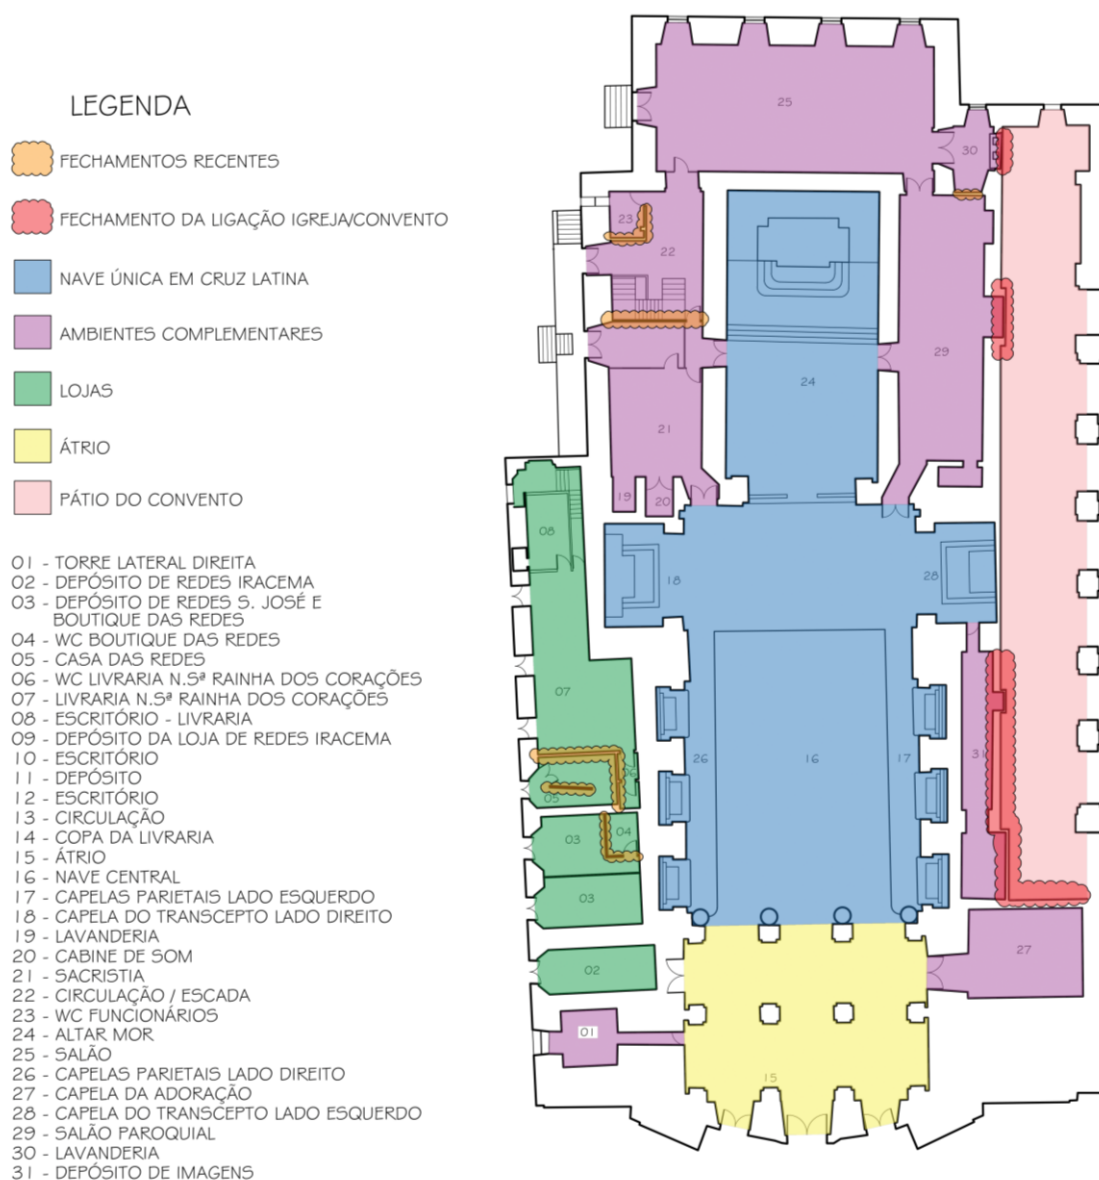 LEGENDA
FECHAMENTOS RECENTES
FECHAMENTO DA LIGAÇÃO IGREJA/CONVENTO
NAVE ÚNICA EM CRUZ LATINA
AMBIENTES COMPLEMENTARES
LOJAS
ÁTRIO
PÁTIO DO CONVENTO
01 - TORRE LATERAL DIREITA
02 - DEPÓSITO DE REDES IRACEMA
03 - DEPÓSITO DE REDES S. JOSÉ E
BOUTIQUE DAS REDES
04 - WC BOUTIQUE DAS REDES
05 - CASA DAS REDES
06 - WC LIVRARIA N.Sª RAINHA DOS CORAÇÕES
07 - LIVRARIA N.Sª RAINHA DOS CORAÇÕES
08 - ESCRITÓRIO - LIVRARIA
09 - DEPÓSITO DA LOJA DE REDES IRACEMA
10 - ESCRITÓRIO
11 - DEPÓSITO
12 - ESCRITÓRIO
13 - CIRCULAÇÃO
14 - COPA DA LIVRARIA
15 - ÁTRIO
16 - NAVE CENTRAL
17 - CAPELAS PARIETAIS LADO ESQUERDO
18 - CAPELA DO TRANSCEPTO LADO DIREITO
19 - LAVANDERIA
20 - CABINE DE SOM
21 - SACRISTIA
22 - CIRCULAÇÃO / ESCADA
23 - WC FUNCIONÁRIOS
24 - ALTAR MOR
25 - SALÃO
26 - CAPELAS PARIETAIS LADO DIREITO
27 - CAPELA DA ADORAÇÃO
28 - CAPELA DO TRANSCEPTO LADO ESQUERDO
29 - SALÃO PAROQUIAL
30 - LAVANDERIA
31 - DEPÓSITO DE IMAGENS
25
30
23
22
29
24
21
19
20
08
18
28
07
26
16
17
31
06
05
03
04
03
27
02
01
15